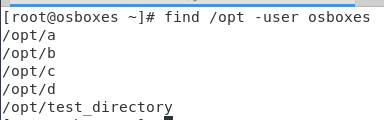 [root@osboxes ~]# find /opt -user osboxes
/opt/a
/opt/b
/opt/c
/opt/d
/opt/test_directory